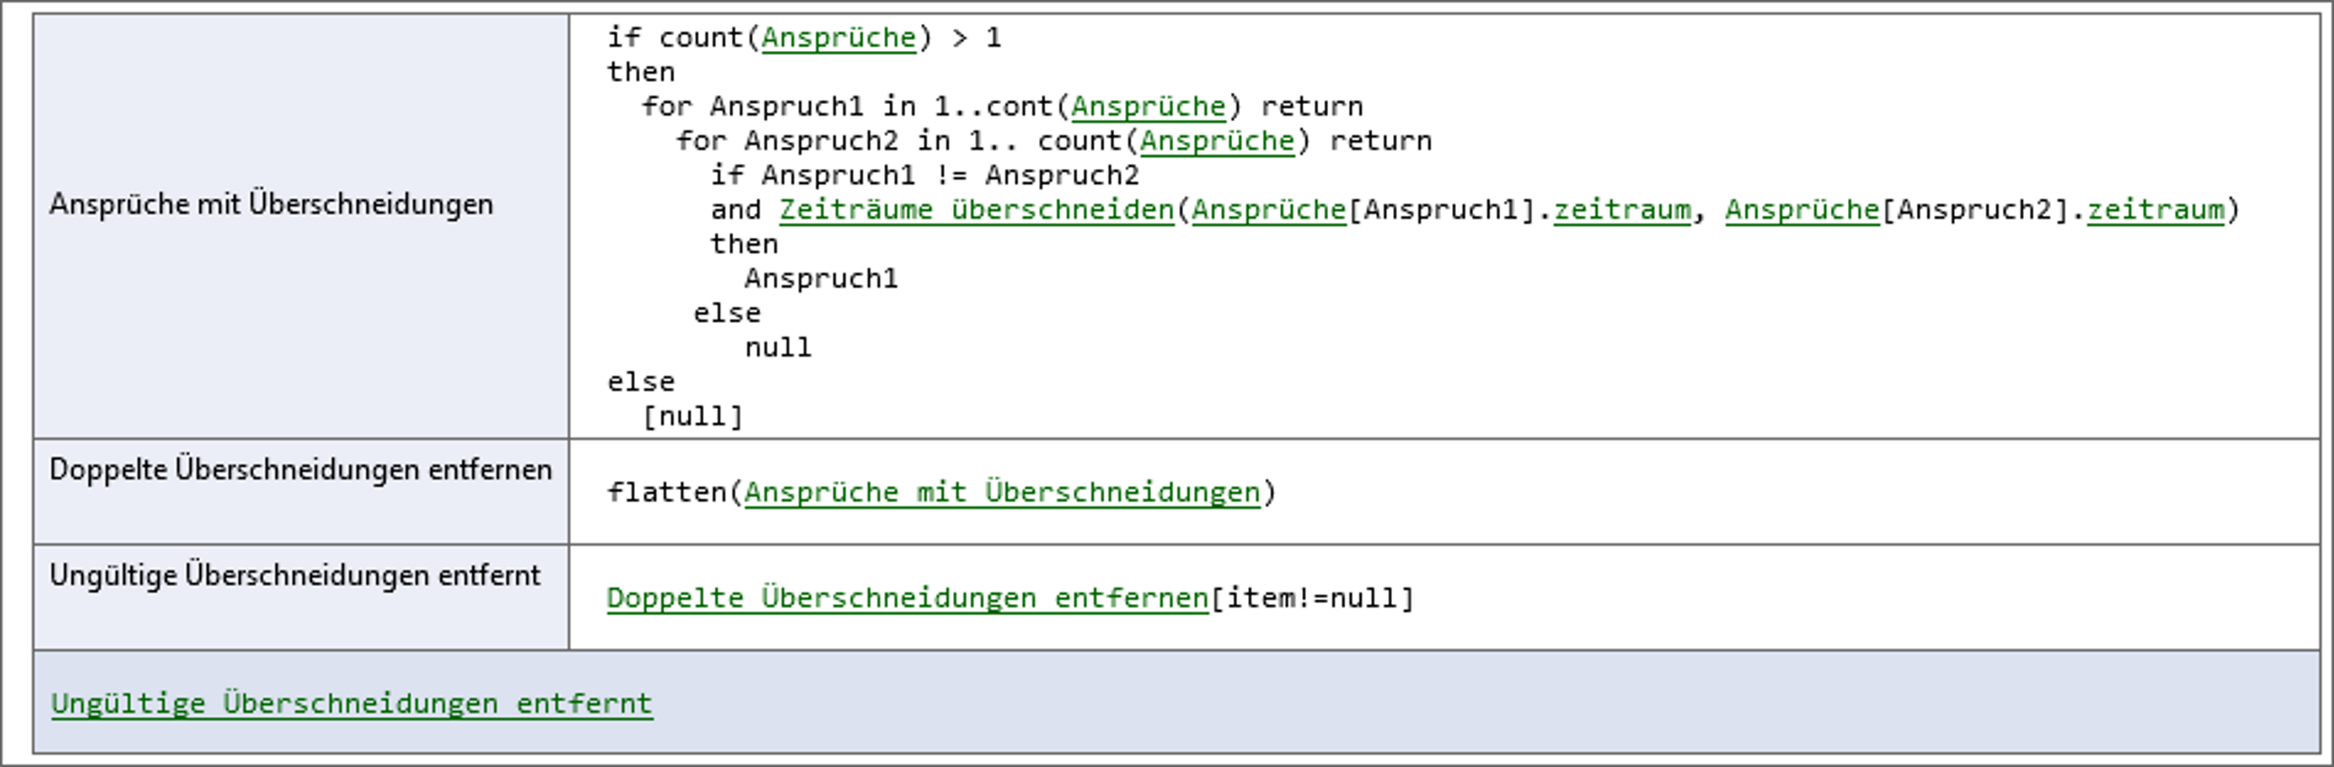 Ansprüche mit Überschneidungen
if count(Ansprüche) > 1
then
for Anspruch1 in 1..cont(Ansprüche) return
for Anspruch2 in 1.. count(Ansprüche) return
if Anspruch1 != Anspruch2
and Zeiträume überschneiden(Ansprüche[Anspruch1].zeitraum, Ansprüche[Anspruch2].zeitraum)
then
Anspruch1
else
null
else
[null]
Doppelte Überschneidungen entfernen
flatten(Ansprüche mit Überschneidungen)
Ungültige Überschneidungen entfernt
Doppelte Überschneidungen entfernen[item!=null]
Ungültige Überschneidungen entfernt